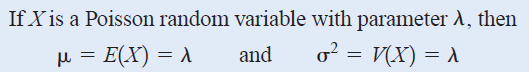 If X is a Poisson random variable with parameter λ, then
μ = E(X) = λ and σ² = V(X) = λ